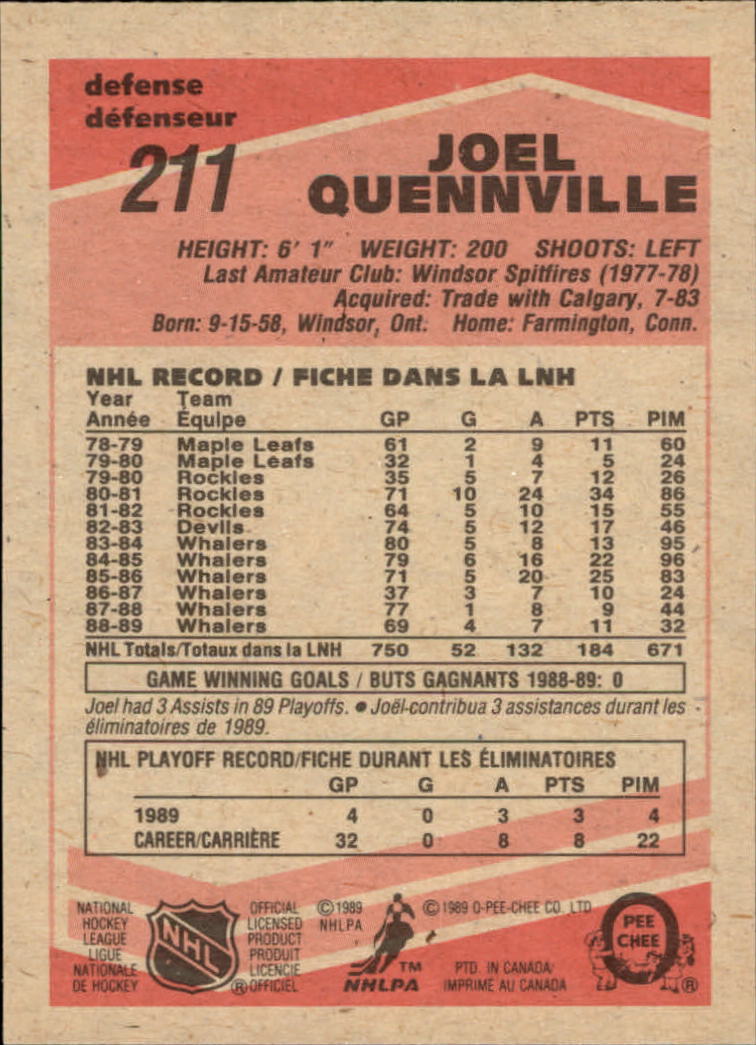 defense
défenseur
211
JOEL
QUENNVILLE
HEIGHT: 6' 1" WEIGHT: 200 SHOOTS: LEFT
Last Amateur Club: Windsor Spitfires (1977-78)
Acquired: Trade with Calgary, 7-83
Born: 9-15-58, Windsor, Ont. Home: Farmington, Conn.
NHL RECORD / FICHE DANS LA LNH
Year Team
Année Équipe GP G A PTS PIM
78-79 Maple Leafs 61 2 9 11 60
79-80 Maple Leafs 32 1 4 5 24
79-80 Rockies 35 5 7 12 26
80-81 Rockies 71 10 24 34 86
81-82 Rockies 64 5 10 15 55
82-83 Devils 74 5 12 17 46
83-84 Whalers 80 5 8 13 95
84-85 Whalers 79 6 16 22 96
85-86 Whalers 71 5 20 25 83
86-87 Whalers 37 3 7 10 24
87-88 Whalers 77 1 8 9 44
88-89 Whalers 69 4 7 11 32
NHL Totals/Totaux dans la LNH 750 52 132 184 671
GAME WINNING GOALS / BUTS GAGNANTS 1988-89: 0
Joel had 3 Assists in 89 Playoffs. ● Joël contribua 3 assistances durant les
éliminatoires de 1989.
NHL PLAYOFF RECORD/FICHE DURANT LES ÉLIMINATOIRES
GP G A PTS PIM
1989 4 0 3 3 4
CAREER/CARRIÈRE 32 0 8 8 22
NATIONAL
HOCKEY
LEAGUE
LIGUE
NATIONALE
DE HOCKEY
NHL
OFFICIAL
LICENSED
PRODUCT
PRODUIT
LICENCIE
® OFFICIEL
© 1989
NHLPA
TM
NHLPA
© 1989 O-PEE-CHEE CO. LTD
PTD. IN CANADA
IMPRIME AU CANADA
PEE
CHEE
®